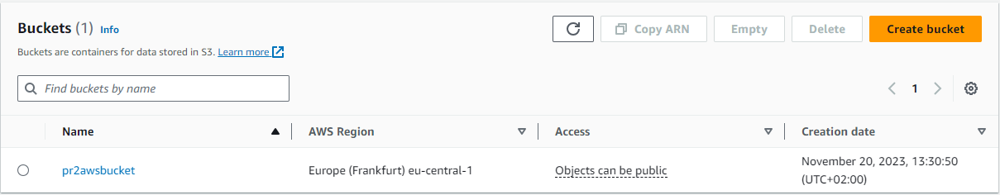 Buckets (1) Info
Copy ARN
Empty
Delete
Create bucket
Buckets are containers for data stored in S3. Learn more
Find buckets by name
1
Name AWS Region Access Creation date
pr2awsbucket Europe (Frankfurt) eu-central-1 Objects can be public November 20, 2023, 13:30:50
(UTC+02:00)